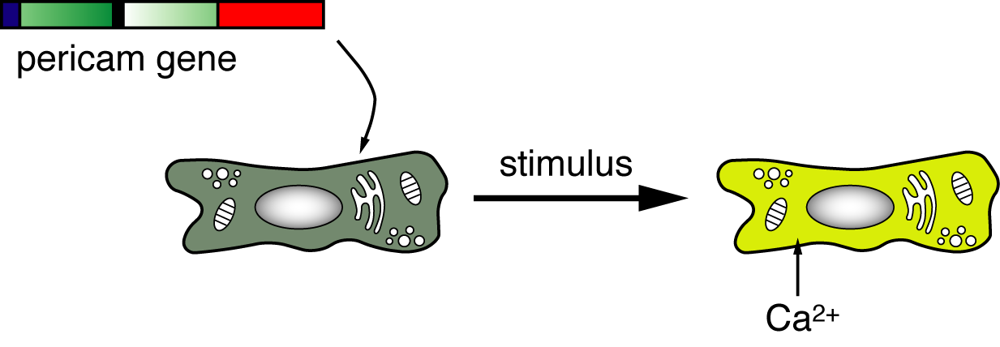 pericam gene
stimulus
Ca²⁺